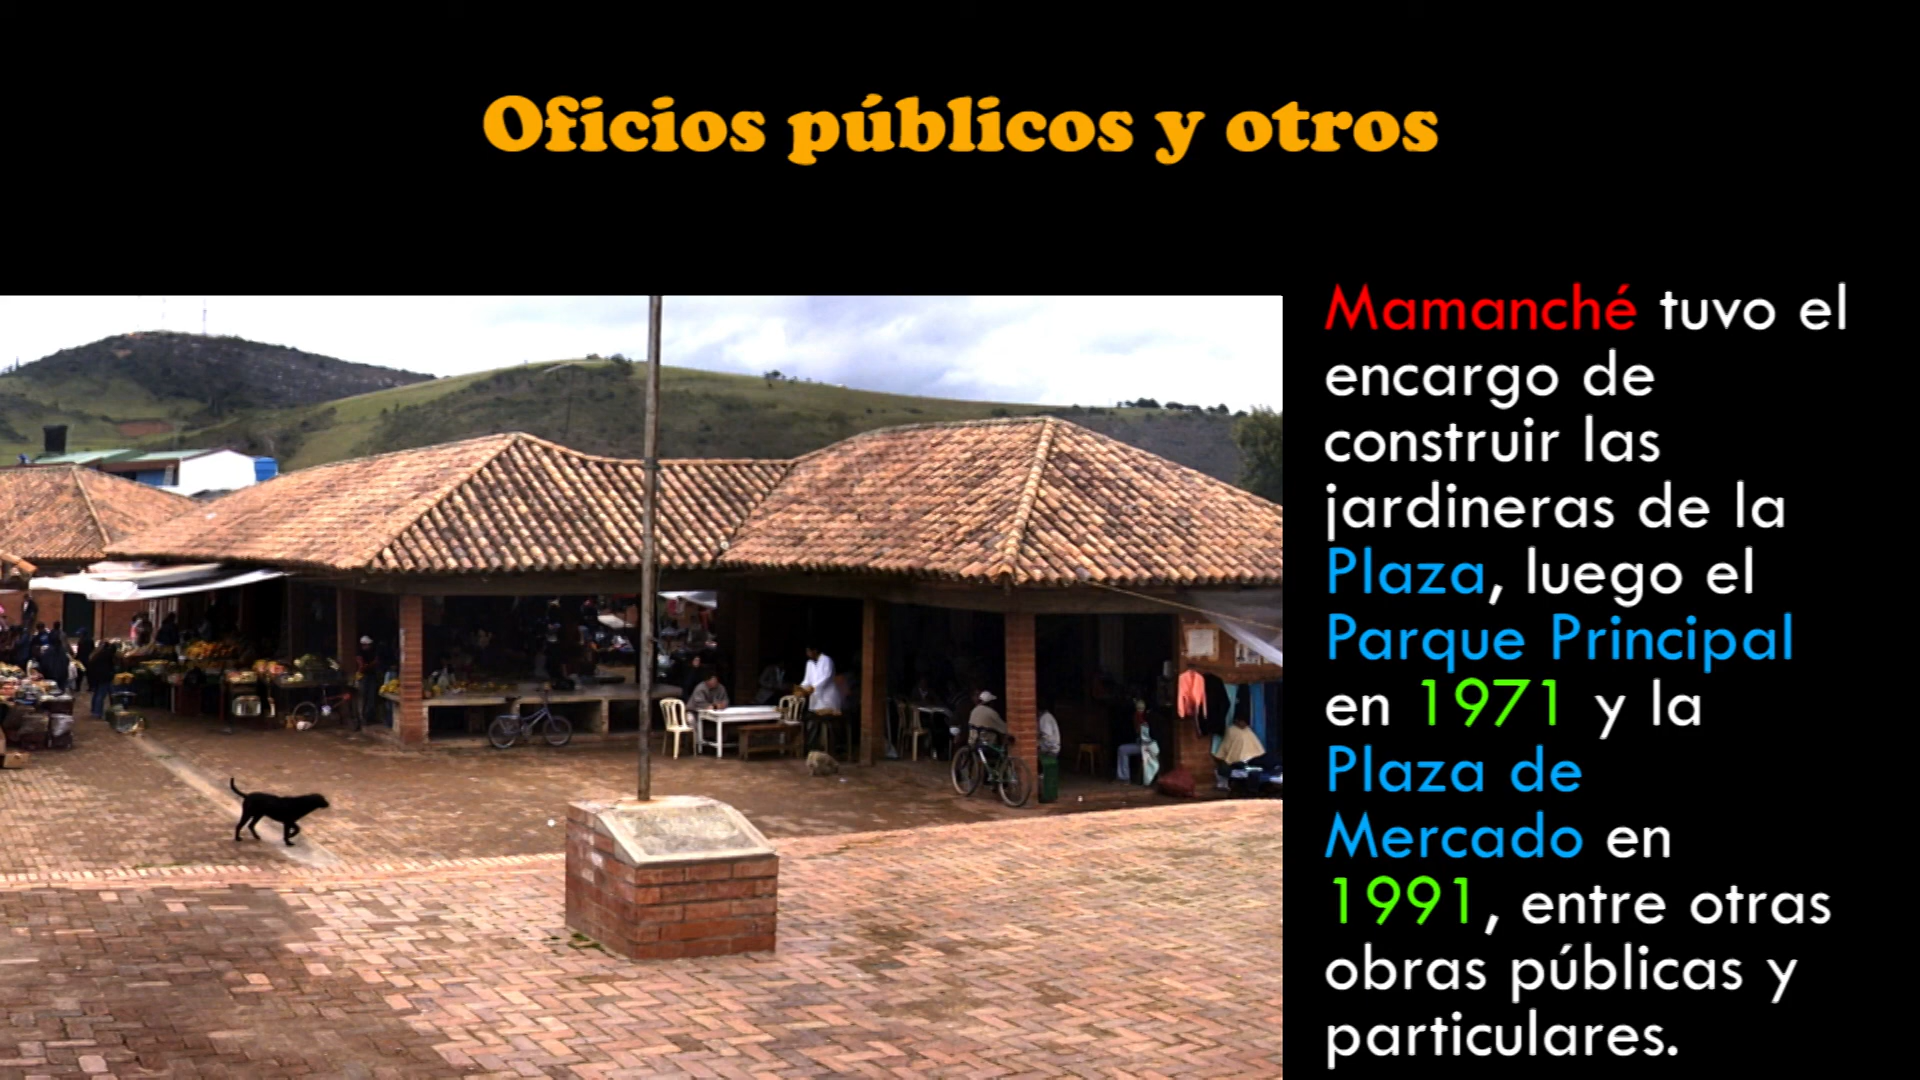 Oficios públicos y otros
Mamanché tuvo el
encargo de
construir las
jardineras de la
Plaza, luego el
Parque Principal
en 1971 y la
Plaza de
Mercado en
1991, entre otras
obras públicas y
particulares.